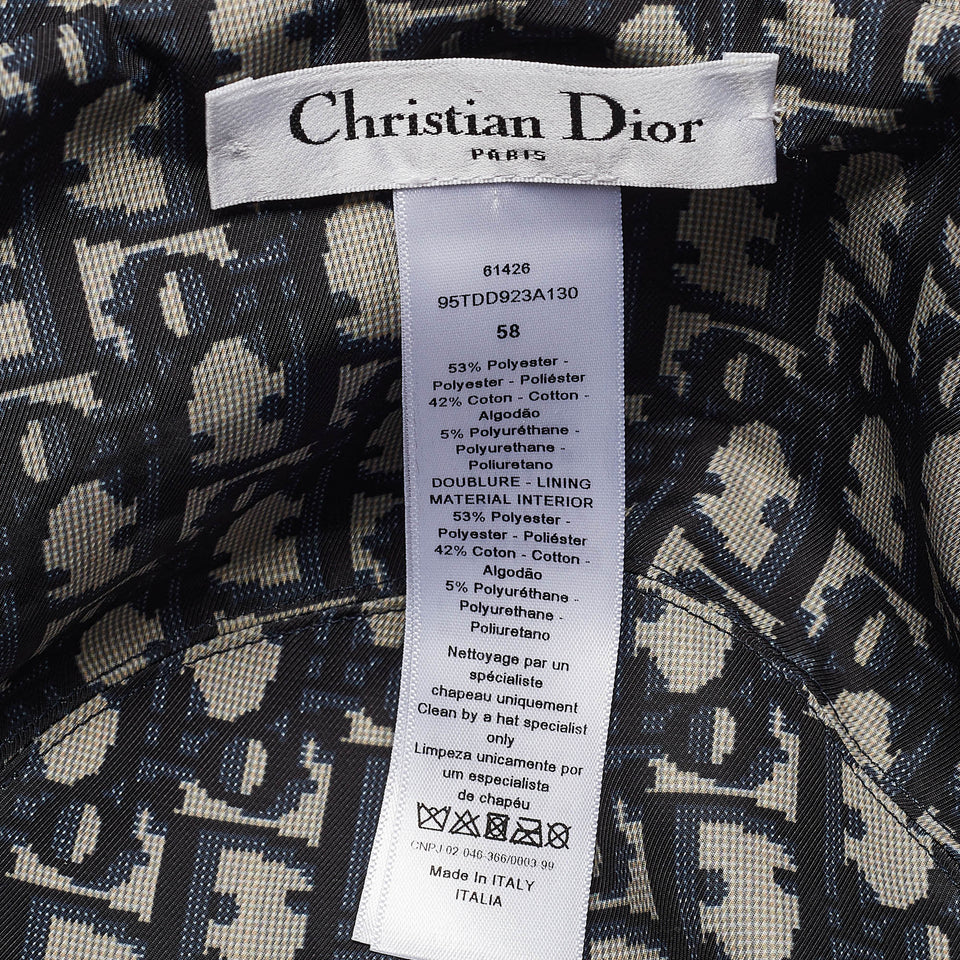 Christian Dior
PARIS
61426
95TDD923A130
58
53% Polyester -
Polyester - Poliéster
42% Coton - Cotton -
Algodão
5% Polyuréthane -
Polyurethane -
Poliuretano
DOUBLURE - LINING
MATERIAL INTERIOR
53% Polyester -
Polyester - Poliéster
42% Coton - Cotton -
Algodão
5% Polyuréthane -
Polyurethane -
Poliuretano
Nettoyage par un
spécialiste
chapeau uniquement
Clean by a hat specialist
only
Limpeza unicamente por
um especialista
de chapéu
CNPJ 02-046-366/0003-99
Made In ITALY
ITALIA